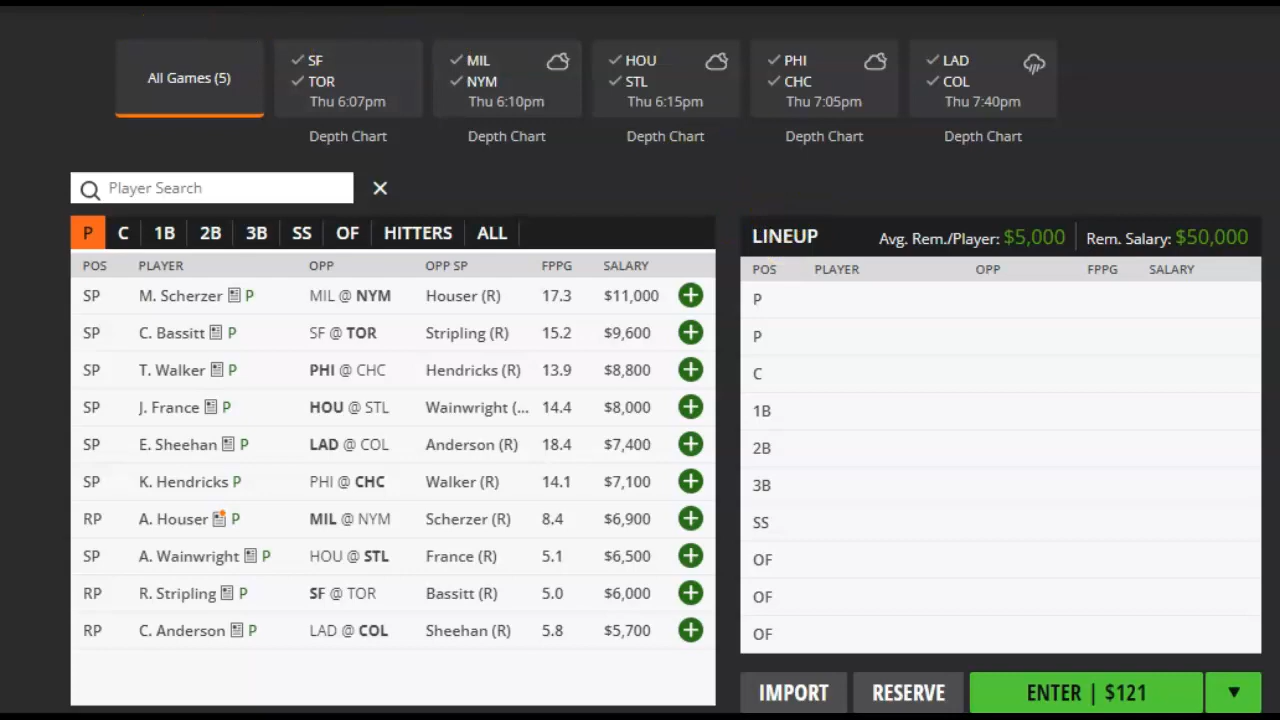 All Games (5)
SF
TOR
Thu 6:07pm
MIL
NYM
Thu 6:10pm
HOU
STL
Thu 6:15pm
PHI
CHC
Thu 7:05pm
LAD
COL
Thu 7:40pm
Depth Chart Depth Chart Depth Chart Depth Chart Depth Chart
Player Search
P C 1B 2B 3B SS OF HITTERS ALL
POS PLAYER OPP OPP SP FPPG SALARY
SP M. Scherzer P MIL @ NYM Houser (R) 17.3 $11,000
SP C. Bassitt P SF @ TOR Stripling (R) 15.2 $9,600
SP T. Walker P PHI @ CHC Hendricks (R) 13.9 $8,800
SP J. France P HOU @ STL Wainwright (... 14.4 $8,000
SP E. Sheehan P LAD @ COL Anderson (R) 18.4 $7,400
SP K. Hendricks P PHI @ CHC Walker (R) 14.1 $7,100
RP A. Houser P MIL @ NYM Scherzer (R) 8.4 $6,900
SP A. Wainwright P HOU @ STL France (R) 5.1 $6,500
RP R. Stripling P SF @ TOR Bassitt (R) 5.0 $6,000
RP C. Anderson P LAD @ COL Sheehan (R) 5.8 $5,700
LINEUP Avg. Rem./Player: $5,000 Rem. Salary: $50,000
POS PLAYER OPP FPPG SALARY
P
P
C
1B
2B
3B
SS
OF
OF
OF
IMPORT RESERVE ENTER | $121